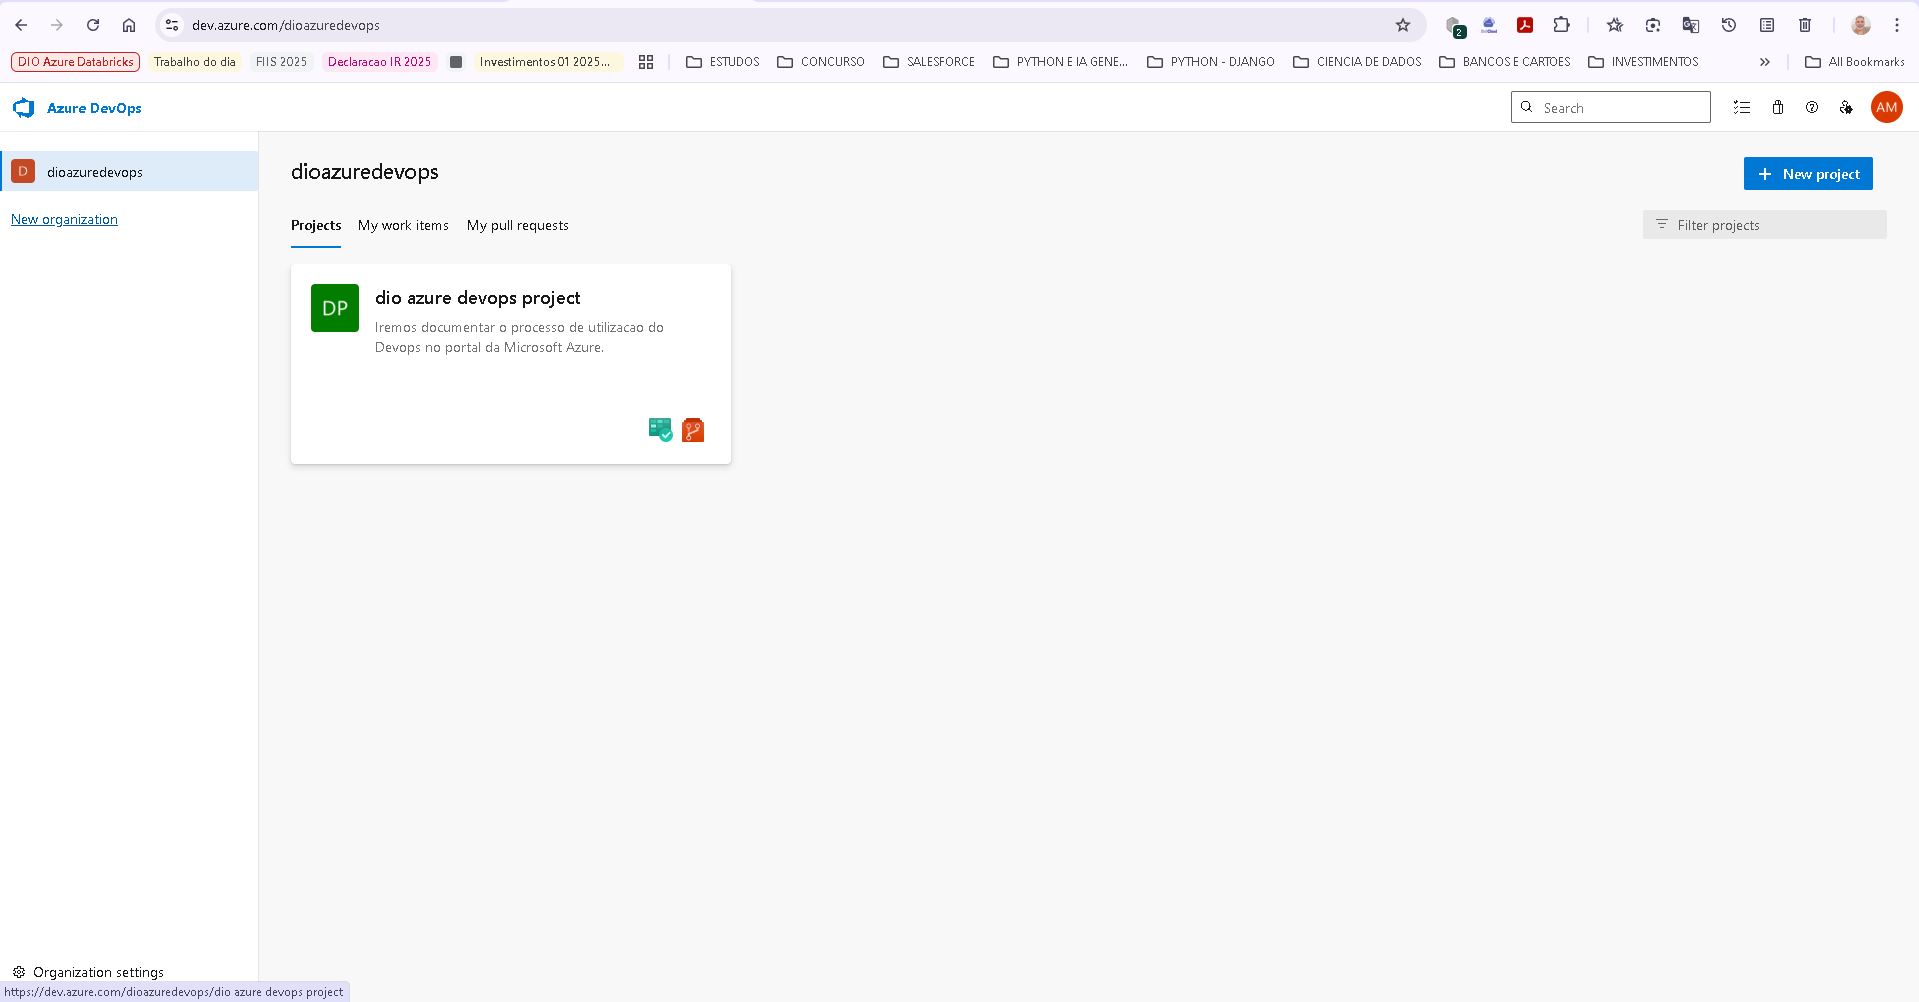 dev.azure.com/dioazuredevops
2
DIO Azure Databricks Trabalho do dia FIIS 2025 Declaracao IR 2025 Investimentos 01 2025... ESTUDOS CONCURSO SALESFORCE PYTHON E IA GENE... PYTHON - DJANGO CIENCIA DE DADOS BANCOS E CARTOES INVESTIMENTOS » All Bookmarks
Azure DevOps Search AM
D dioazuredevops
New organization
dioazuredevops
+ New project
Projects My work items My pull requests Filter projects
DP dio azure devops project
Iremos documentar o processo de utilizacao do
Devops no portal da Microsoft Azure.
Organization settings
https://dev.azure.com/dioazuredevops/dio azure devops project